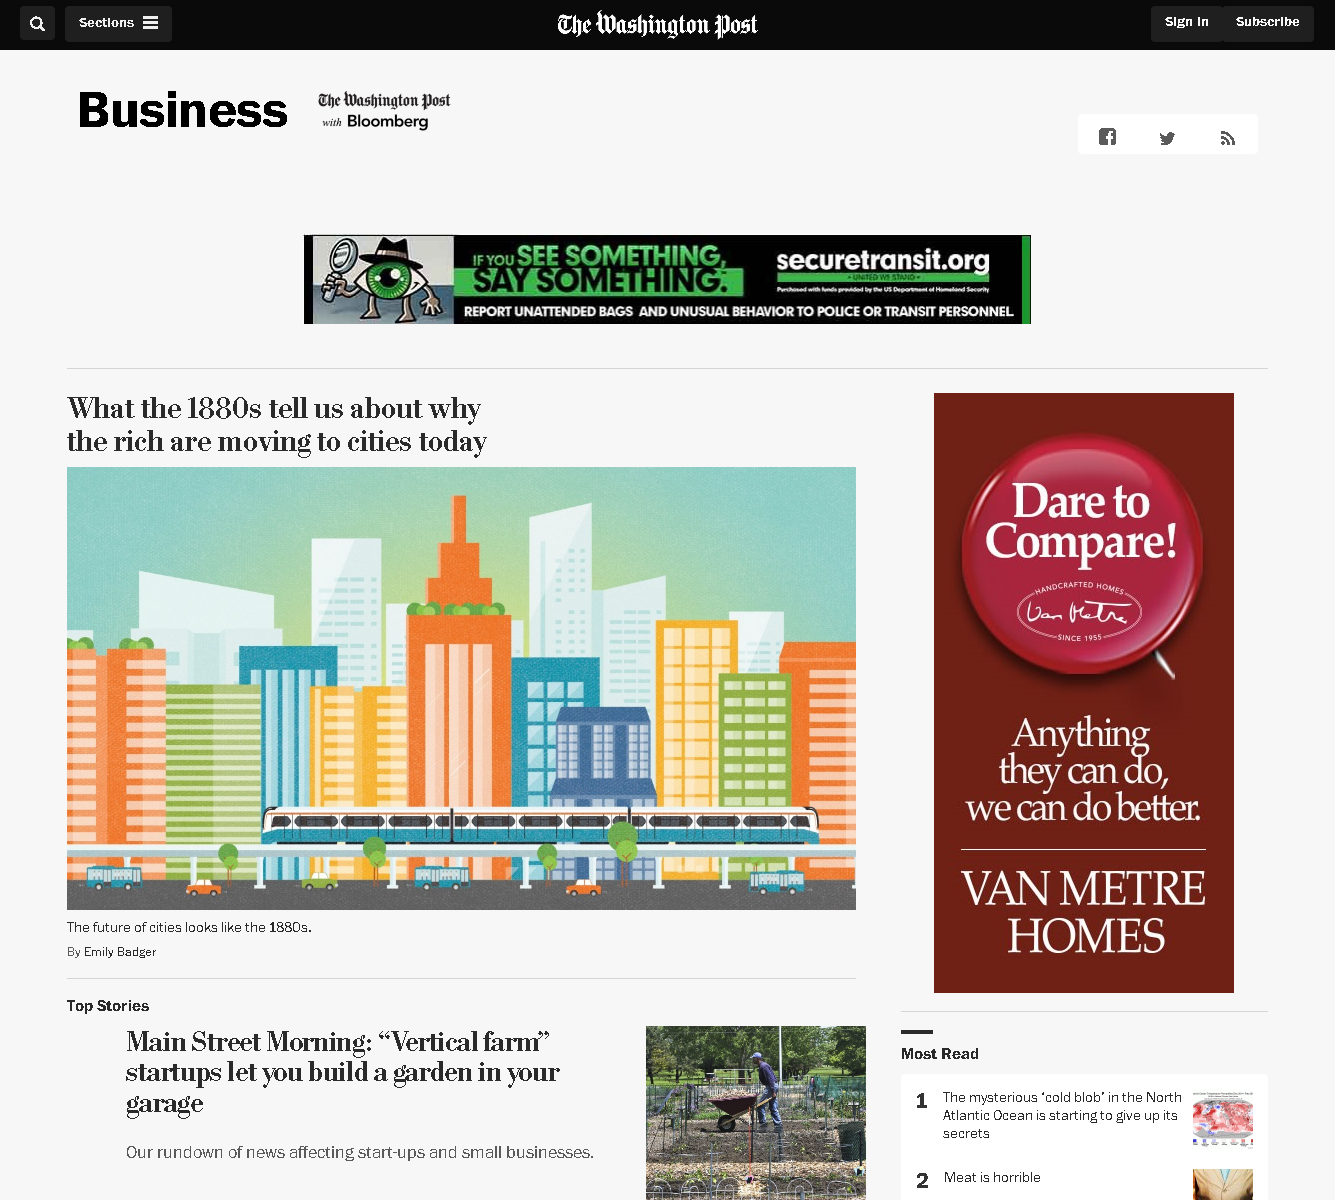 Sections
The Washington Post
Sign In
Subscribe
Business
The Washington Post
with Bloomberg
IF YOU SEE SOMETHING,
SAY SOMETHING.
securetransit.org
- UNITED WE STAND -
Purchased with funds provided by the US Department of Homeland Security
REPORT UNATTENDED BAGS AND UNUSUAL BEHAVIOR TO POLICE OR TRANSIT PERSONNEL
What the 1880s tell us about why
the rich are moving to cities today
The future of cities looks like the 1880s.
By Emily Badger
Top Stories
Main Street Morning: “Vertical farm”
startups let you build a garden in your
garage
Our rundown of news affecting start-ups and small businesses.
Dare to
Compare!
HANDCRAFTED HOMES
Van Metre
SINCE 1955
Anything
they can do,
we can do better.
VAN METRE
HOMES
Most Read
1
The mysterious ‘cold blob’ in the North
Atlantic Ocean is starting to give up its
secrets
2
Meat is horrible